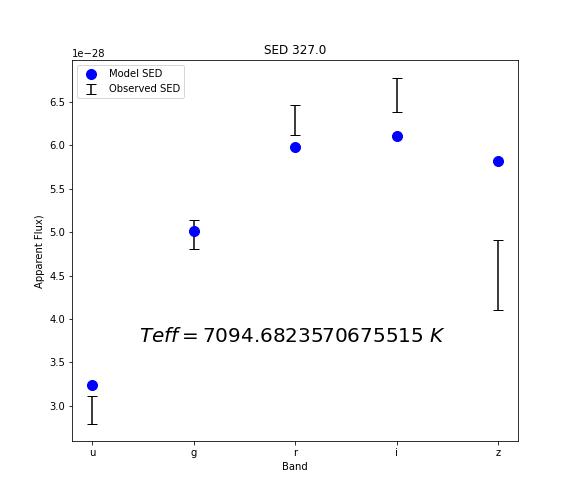 SED 327.0
1e−28
Model SED
Observed SED
6.5
6.0
5.5
5.0
4.5
4.0
3.5
3.0
Apparent Flux)
Teff = 7094.6823570675515 K
u g r i z
Band